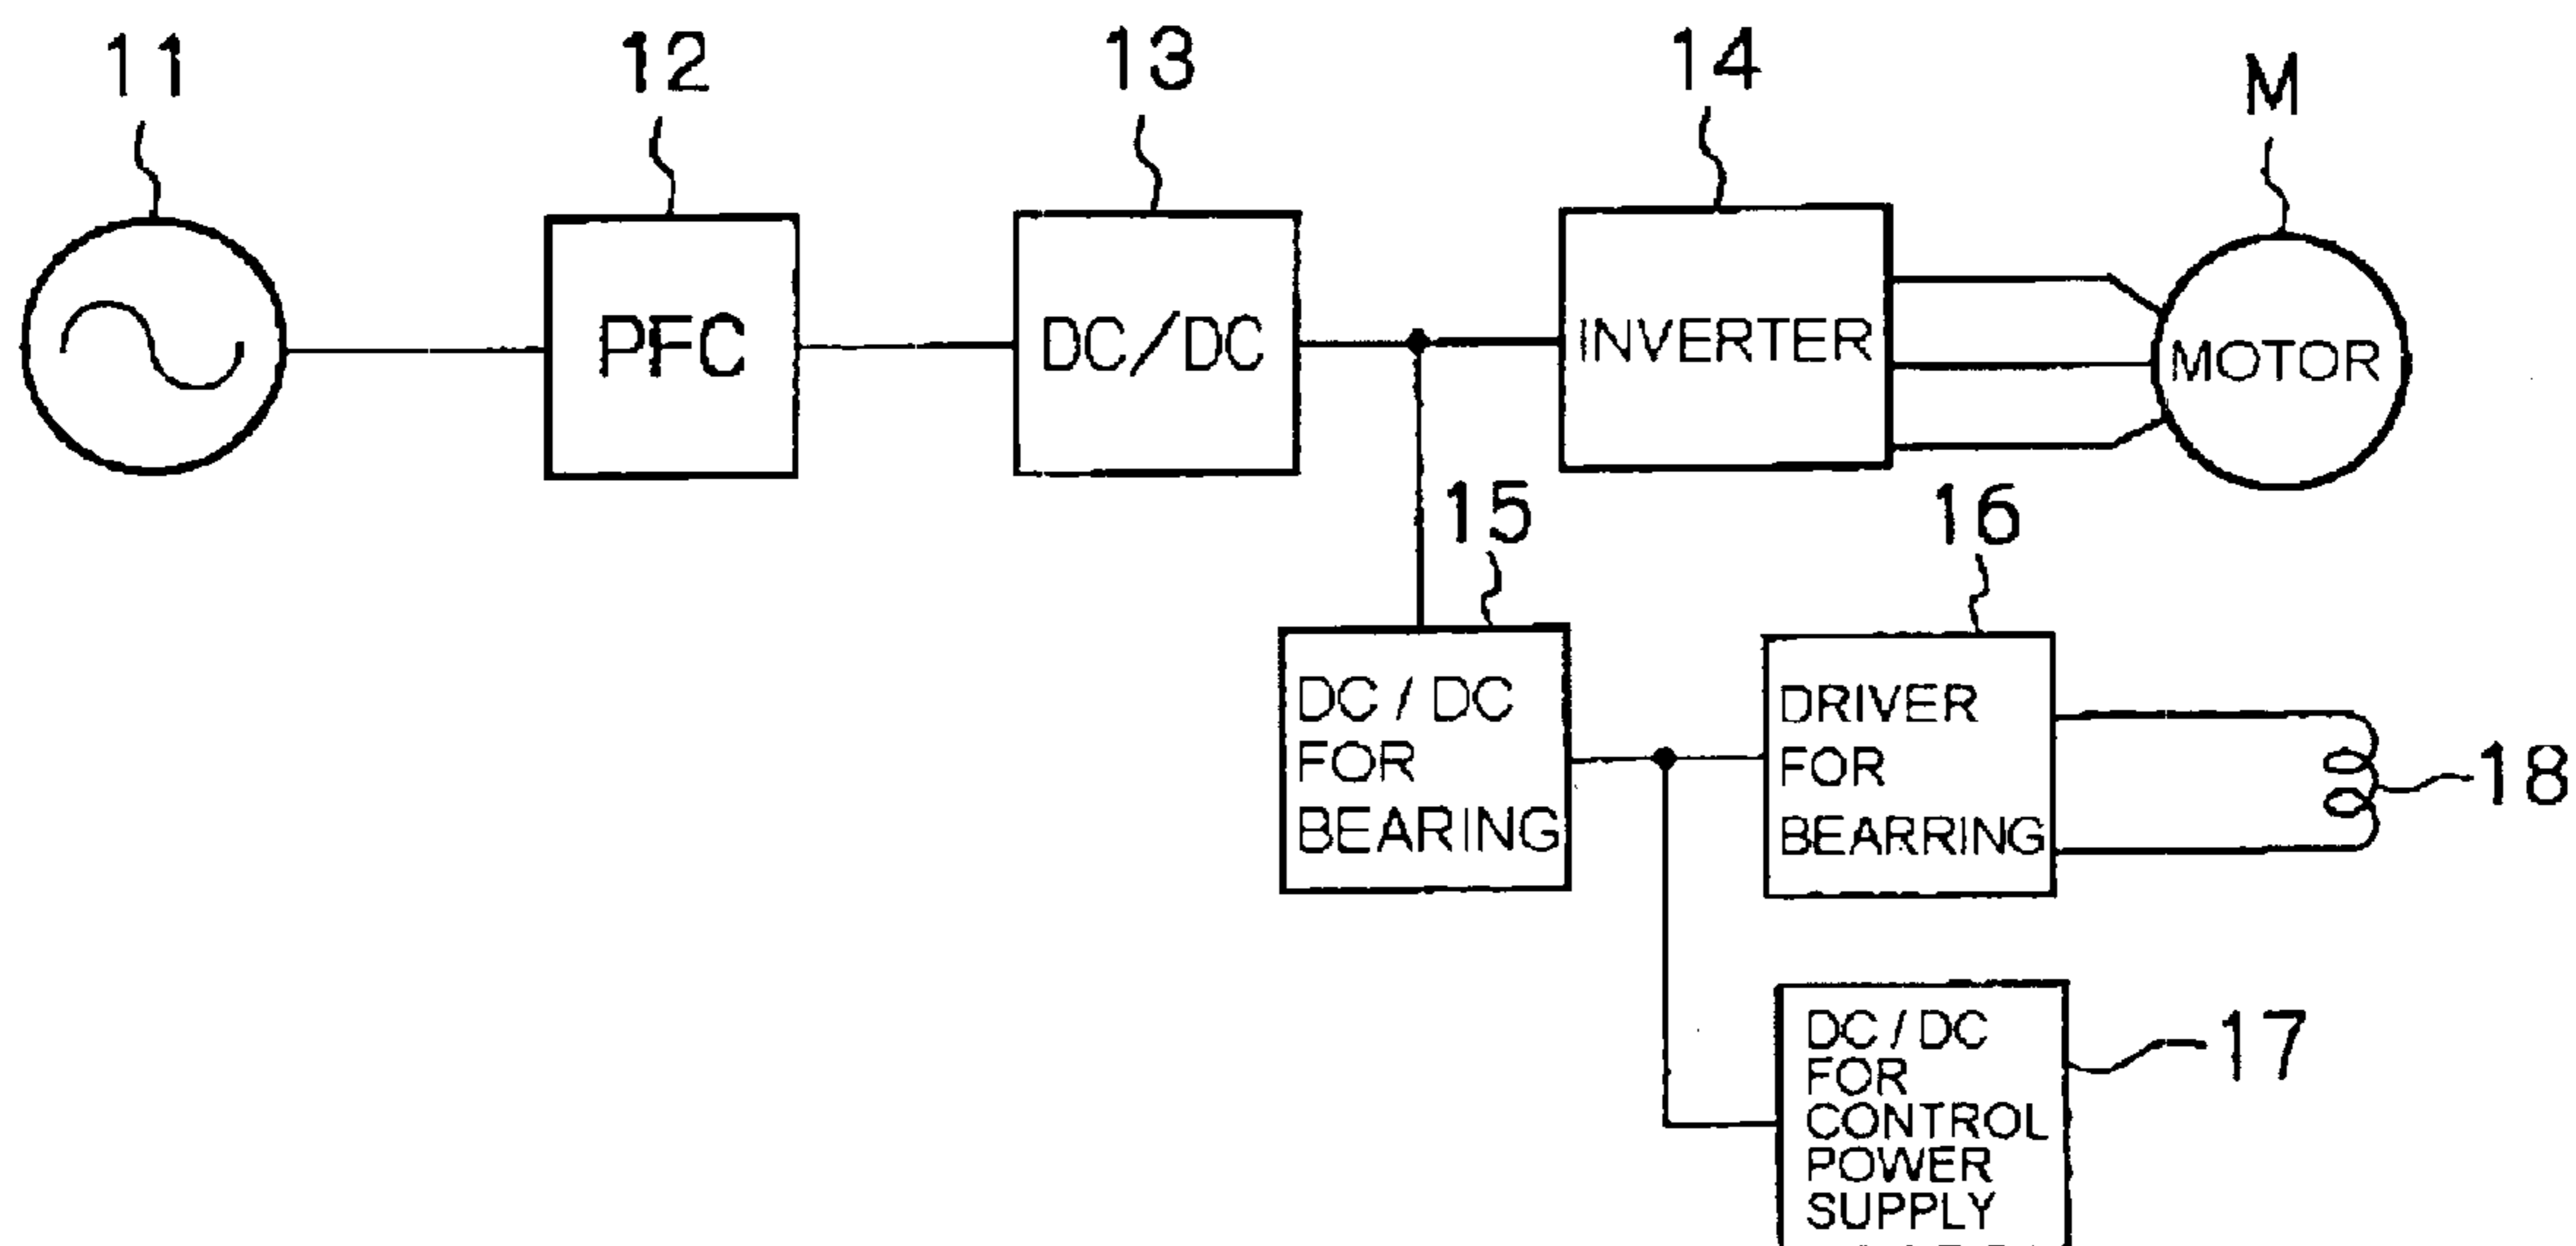 11
12
13
14
M
PFC
DC/DC
INVERTER
MOTOR
15
16
DC / DC
FOR
BEARING
DRIVER
FOR
BEARRING
18
DC / DC
FOR
CONTROL
POWER
SUPPLY
17